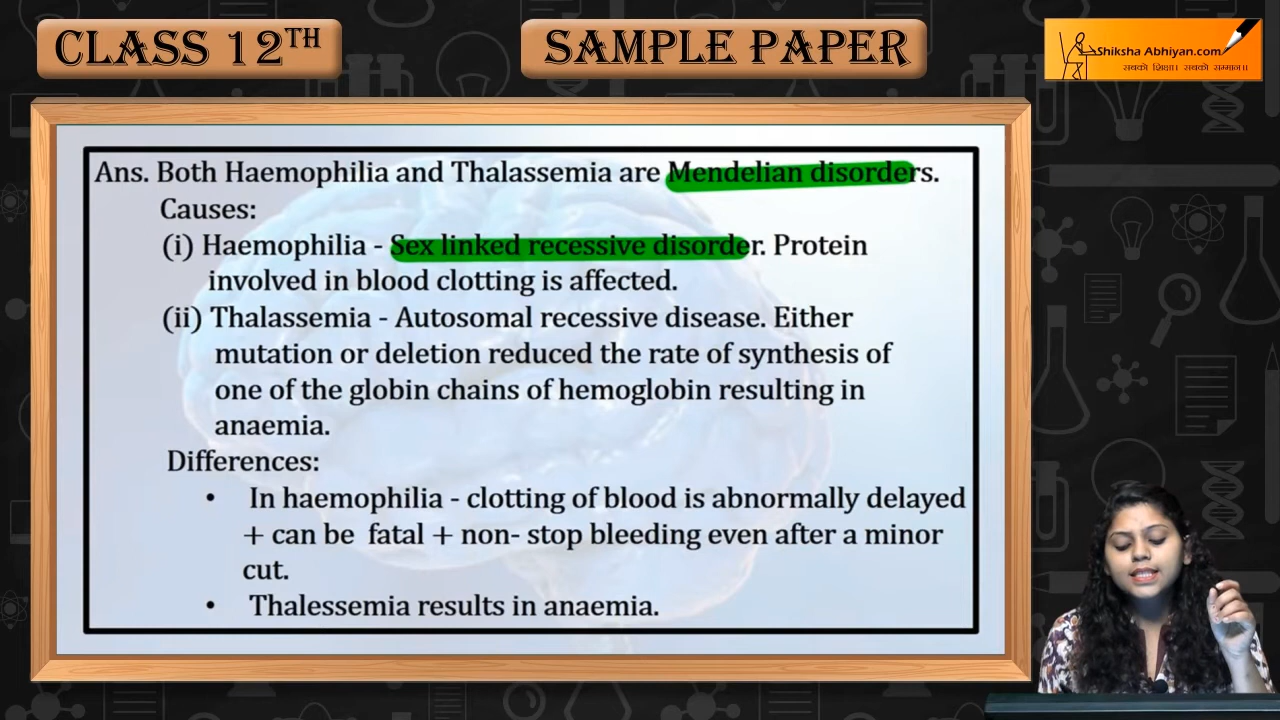 CLASS 12TH
SAMPLE PAPER
Shiksha Abhiyan.com
सबको शिक्षा। सबको सम्मान॥
Ans. Both Haemophilia and Thalassemia are Mendelian disorders.
Causes:
(i) Haemophilia - Sex linked recessive disorder. Protein
involved in blood clotting is affected.
(ii) Thalassemia - Autosomal recessive disease. Either
mutation or deletion reduced the rate of synthesis of
one of the globin chains of hemoglobin resulting in
anaemia.
Differences:
• In haemophilia - clotting of blood is abnormally delayed
+ can be fatal + non- stop bleeding even after a minor
cut.
• Thalessemia results in anaemia.